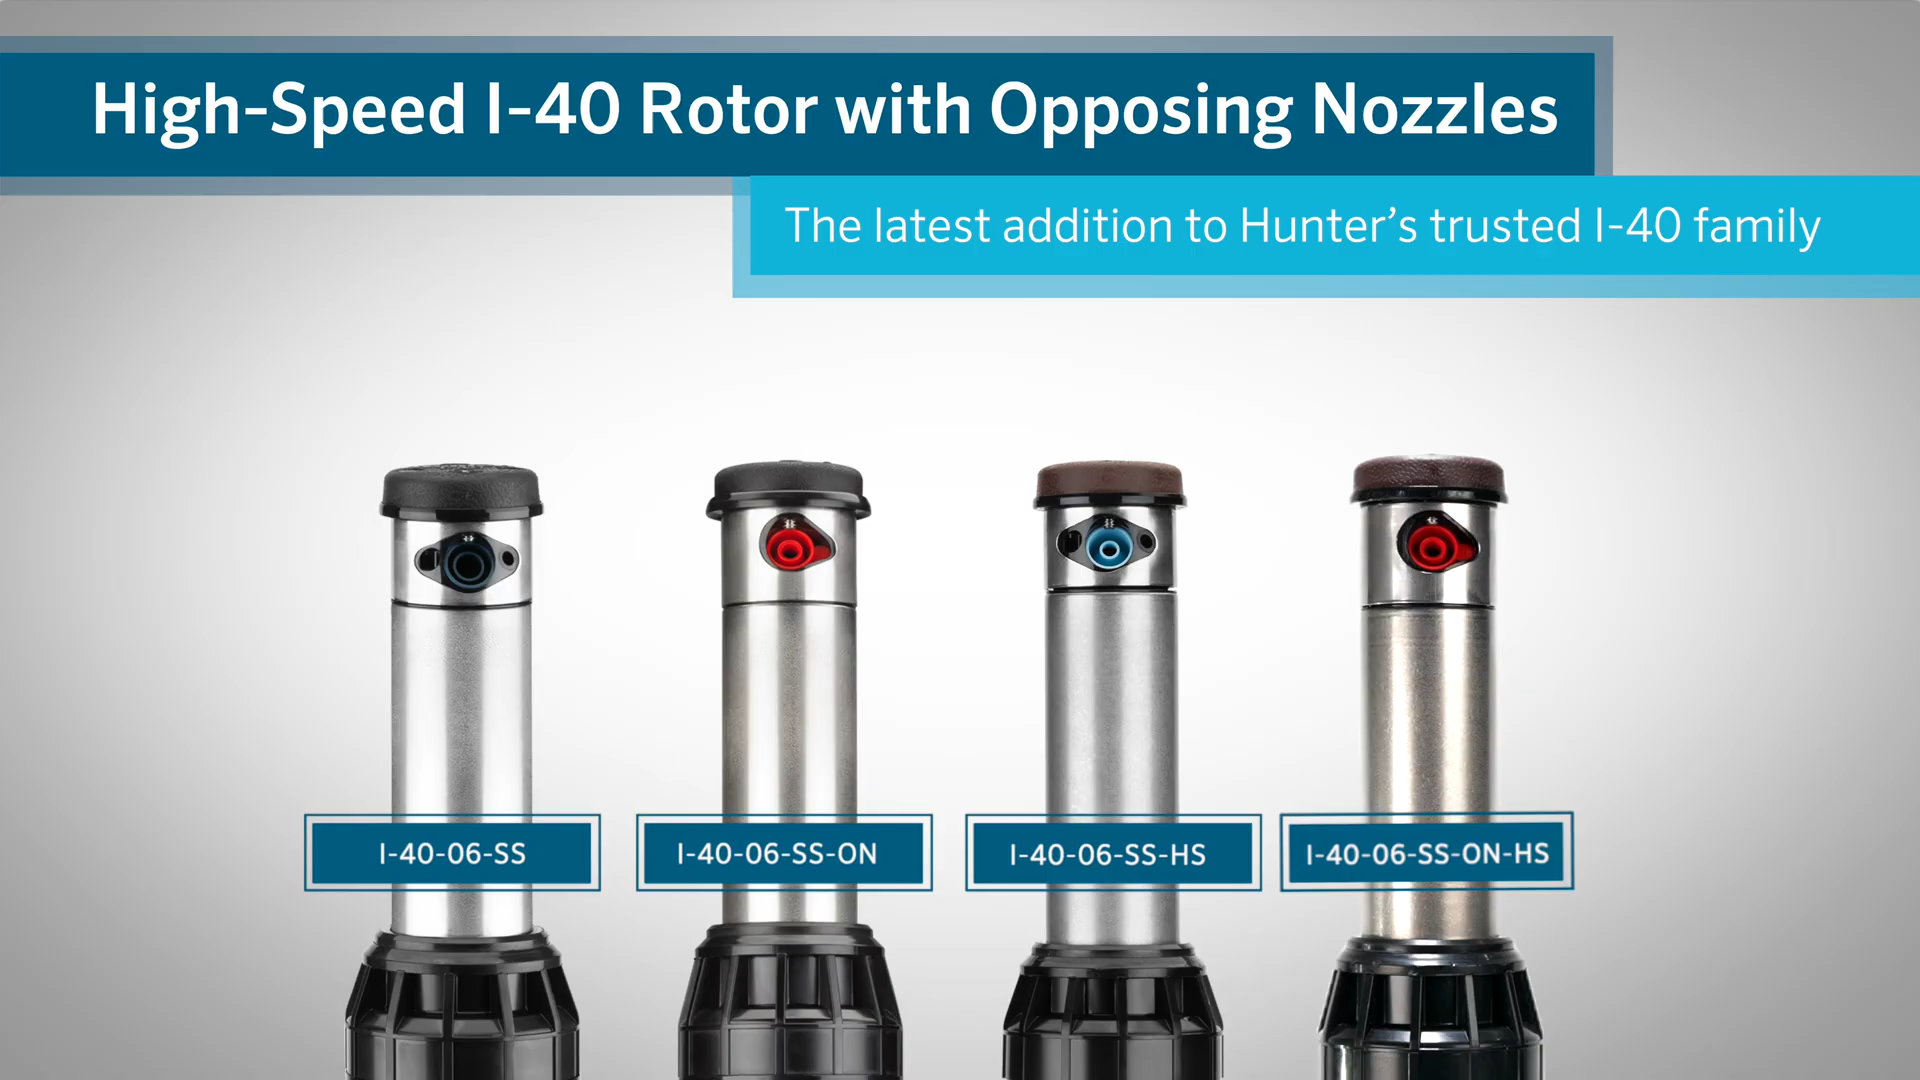 High-Speed I-40 Rotor with Opposing Nozzles
The latest addition to Hunter’s trusted I-40 family
I-40-06-SS
I-40-06-SS-ON
I-40-06-SS-HS
I-40-06-SS-ON-HS